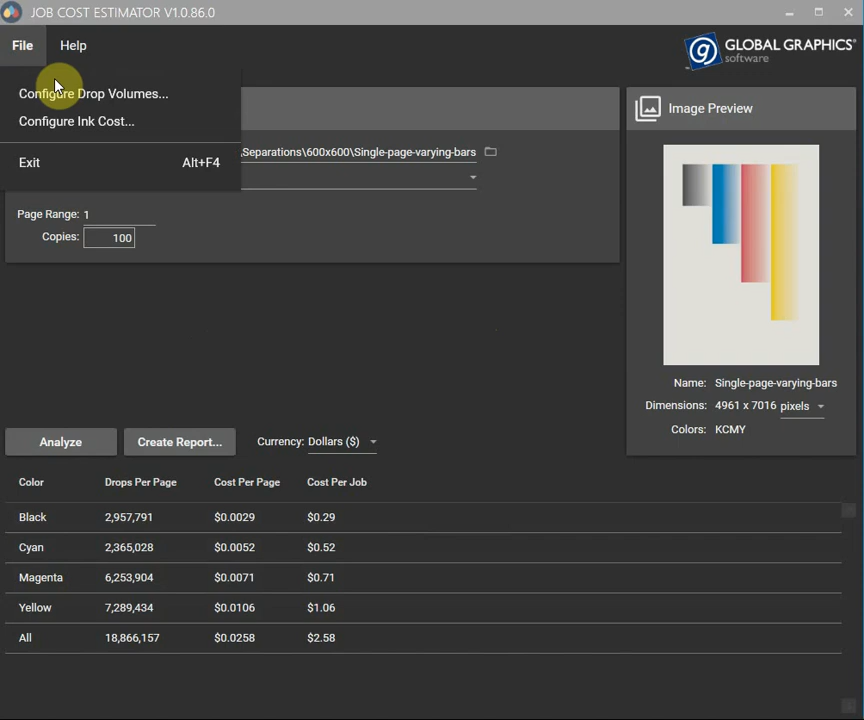 JOB COST ESTIMATOR V1.0.86.0
File Help
GLOBAL GRAPHICS®
software
Configure Drop Volumes...
Configure Ink Cost...
Exit Alt+F4
.Separations\600x600\Single-page-varying-bars
Page Range: 1
Copies: 100
Image Preview
Name: Single-page-varying-bars
Dimensions: 4961 x 7016 pixels
Colors: KCMY
Analyze Create Report... Currency: Dollars ($)
Color Drops Per Page Cost Per Page Cost Per Job
Black 2,957,791 $0.0029 $0.29
Cyan 2,365,028 $0.0052 $0.52
Magenta 6,253,904 $0.0071 $0.71
Yellow 7,289,434 $0.0106 $1.06
All 18,866,157 $0.0258 $2.58